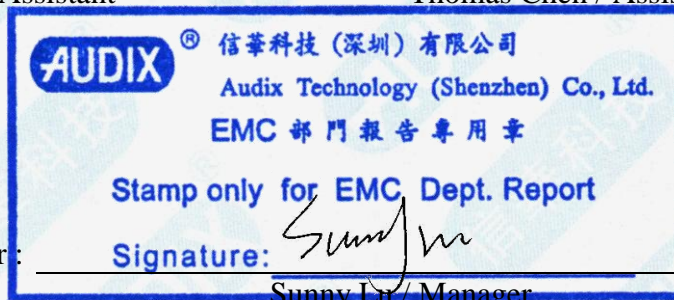 Assistant Thomas Chen / Assis
AUDIX ® 信華科技 (深圳) 有限公司
Audix Technology (Shenzhen) Co., Ltd.
EMC 部門報告專用章
Stamp only for EMC Dept. Report
Signature:
Sunny Lu / Manager